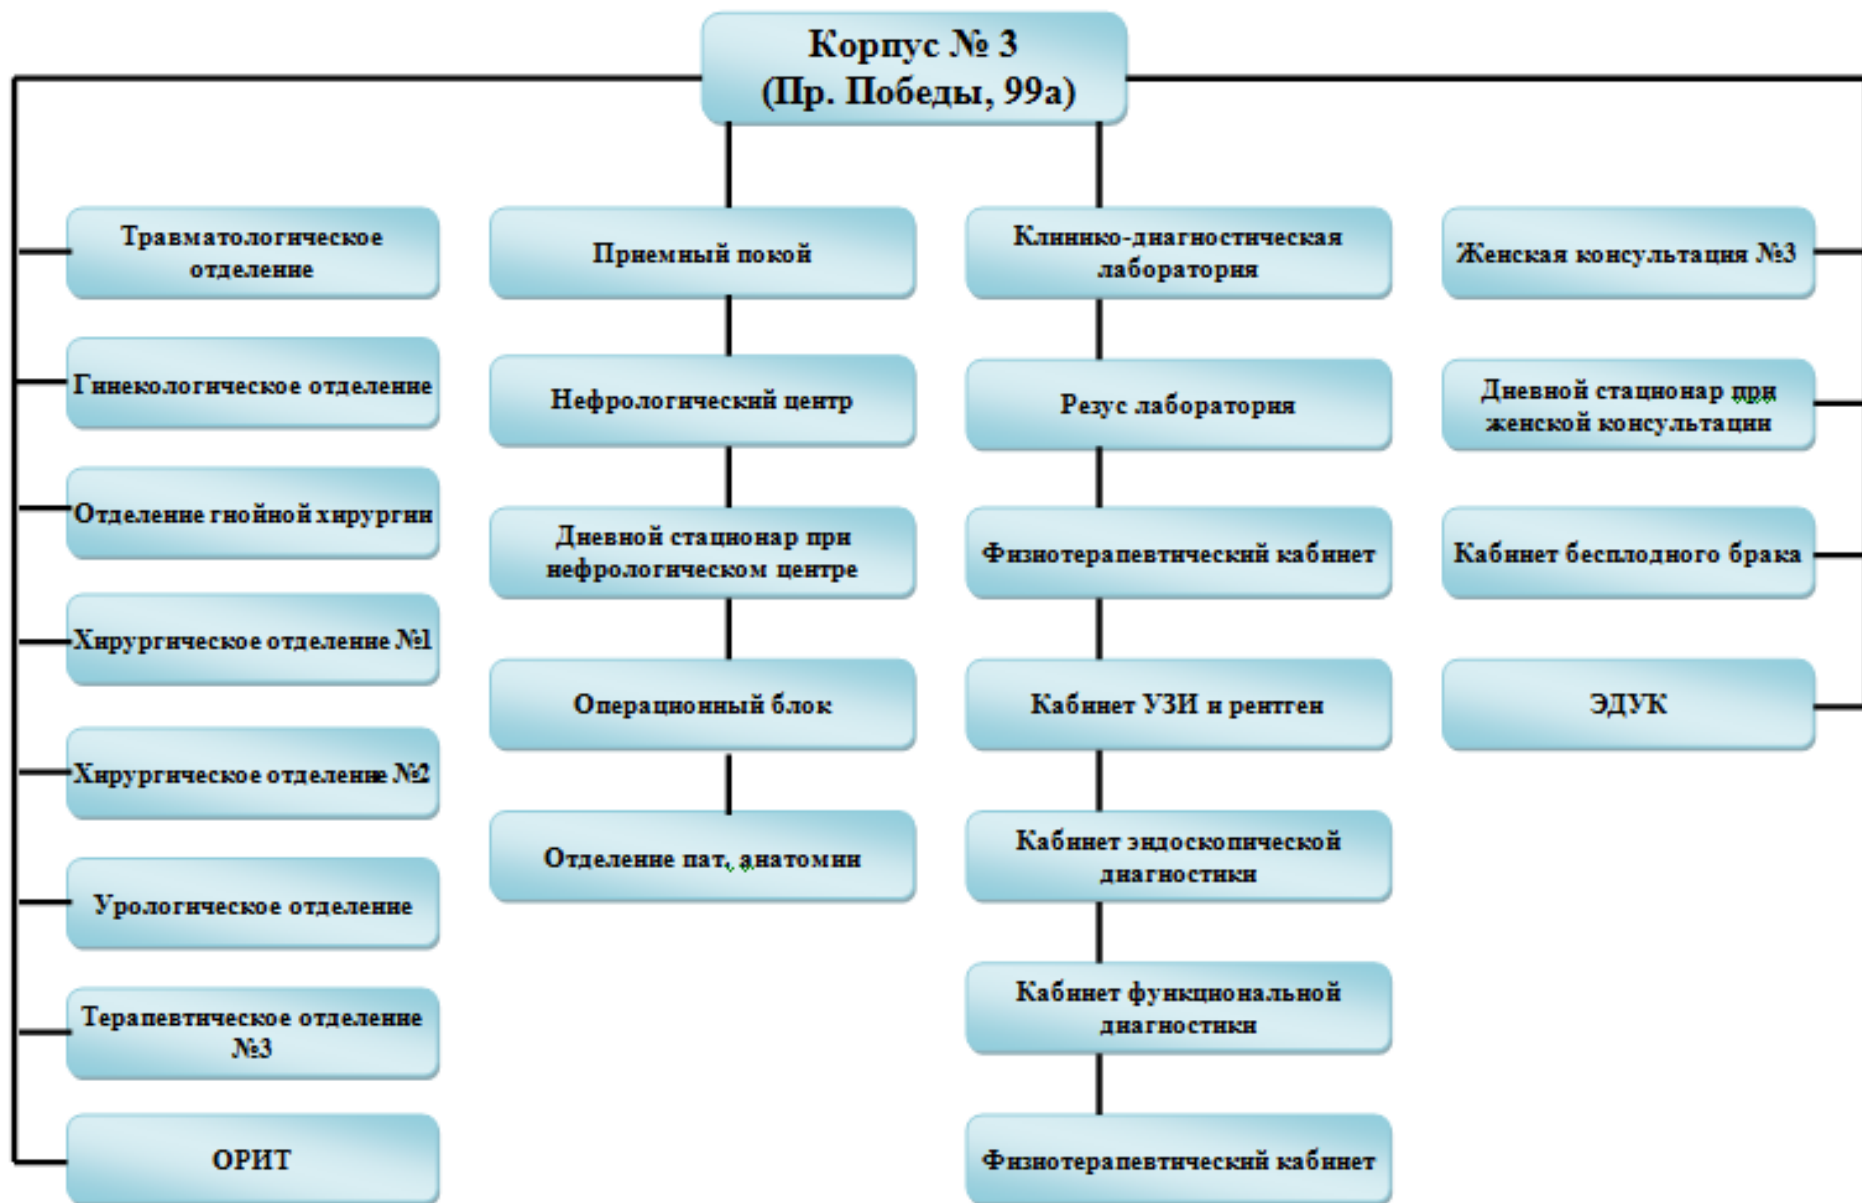 Корпус № 3
(Пр. Победы, 99а)
Травматологическое
отделение
Гинекологическое отделение
Отделение гнойной хирургии
Хирургическое отделение №1
Хирургическое отделение №2
Урологическое отделение
Терапевтическое отделение
№3
ОРИТ
Приемный покой
Нефрологический центр
Дневной стационар при
нефрологическом центре
Операционный блок
Отделение пат. анатомии
Клинико-диагностическая
лаборатория
Резус лаборатория
Физиотерапевтический кабинет
Кабинет УЗИ и рентген
Кабинет эндоскопической
диагностики
Кабинет функциональной
диагностики
Физиотерапевтический кабинет
Женская консультация №3
Дневной стационар при
женской консультации
Кабинет бесплодного брака
ЭДУК